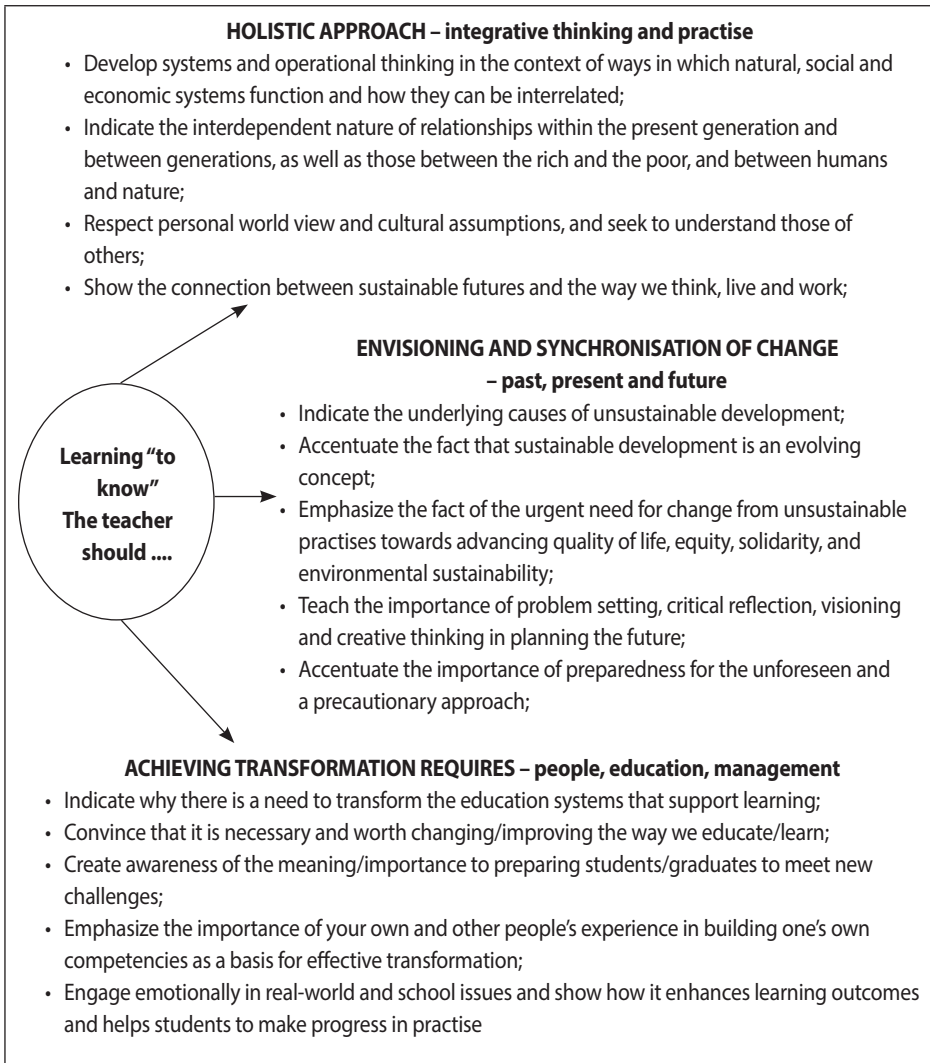 HOLISTIC APPROACH – integrative thinking and practise
• Develop systems and operational thinking in the context of ways in which natural, social and
economic systems function and how they can be interrelated;
• Indicate the interdependent nature of relationships within the present generation and
between generations, as well as those between the rich and the poor, and between humans
and nature;
• Respect personal world view and cultural assumptions, and seek to understand those of
others;
• Show the connection between sustainable futures and the way we think, live and work;
Learning "to
know"
The teacher
should ....
ENVISIONING AND SYNCHRONISATION OF CHANGE
– past, present and future
• Indicate the underlying causes of unsustainable development;
• Accentuate the fact that sustainable development is an evolving
concept;
• Emphasize the fact of the urgent need for change from unsustainable
practises towards advancing quality of life, equity, solidarity, and
environmental sustainability;
• Teach the importance of problem setting, critical reflection, visioning
and creative thinking in planning the future;
• Accentuate the importance of preparedness for the unforeseen and
a precautionary approach;
ACHIEVING TRANSFORMATION REQUIRES – people, education, management
• Indicate why there is a need to transform the education systems that support learning;
• Convince that it is necessary and worth changing/improving the way we educate/learn;
• Create awareness of the meaning/importance to preparing students/graduates to meet new
challenges;
• Emphasize the importance of your own and other people's experience in building one's own
competencies as a basis for effective transformation;
• Engage emotionally in real-world and school issues and show how it enhances learning outcomes
and helps students to make progress in practise